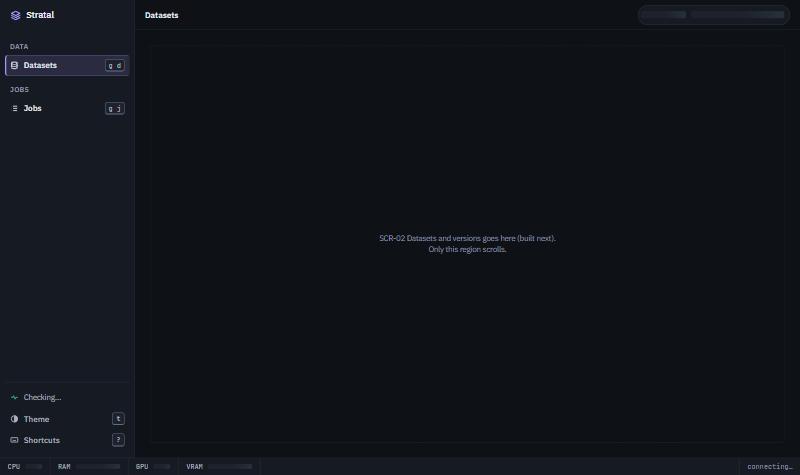 Stratal
Datasets
DATA
Datasets g d
JOBS
Jobs g j
SCR-02 Datasets and versions goes here (built next).
Only this region scrolls.
Checking…
Theme t
Shortcuts ?
CPU RAM GPU VRAM connecting…